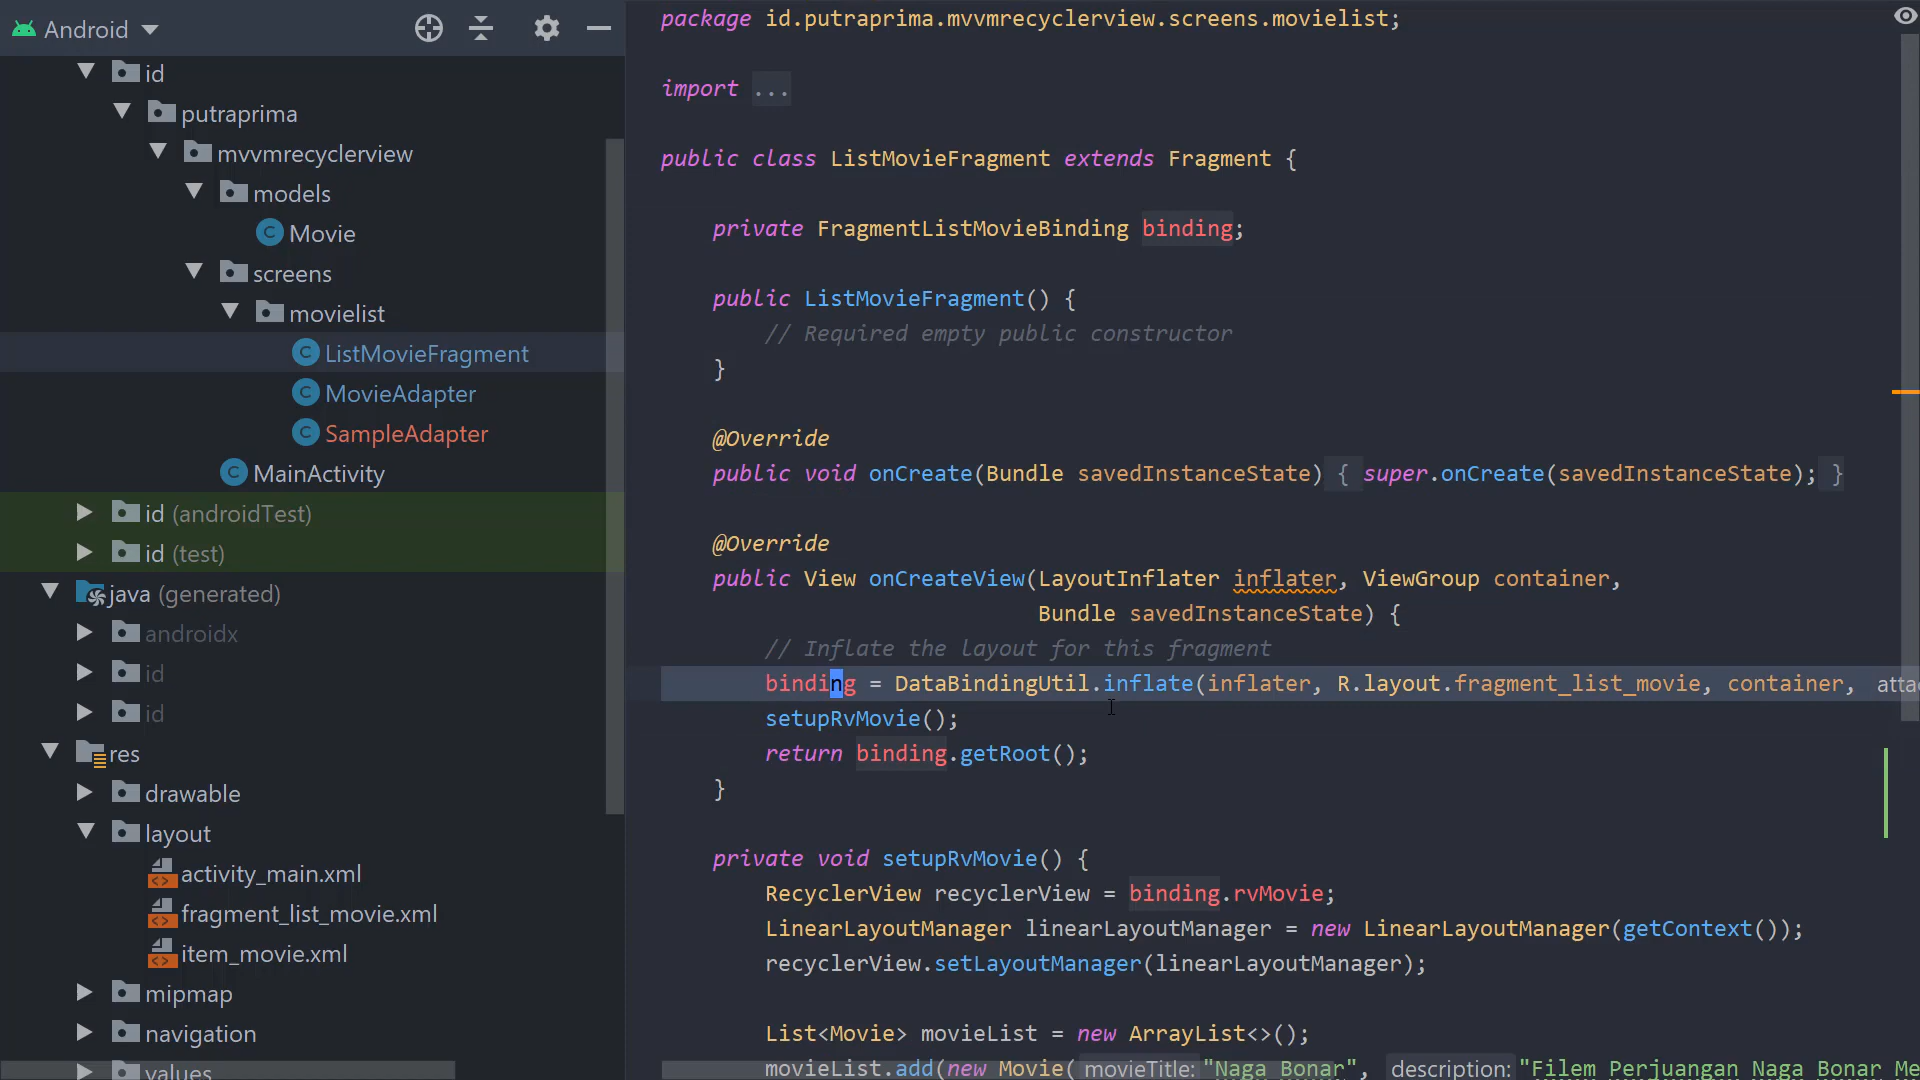 Android
id
putraprima
mvvmrecyclerview
models
Movie
screens
movielist
ListMovieFragment
MovieAdapter
SampleAdapter
MainActivity
id (androidTest)
id (test)
java (generated)
androidx
id
id
res
drawable
layout
activity_main.xml
fragment_list_movie.xml
item_movie.xml
mipmap
navigation
values
package id.putraprima.mvvmrecyclerview.screens.movielist;
import ...
public class ListMovieFragment extends Fragment {
private FragmentListMovieBinding binding;
public ListMovieFragment() {
// Required empty public constructor
}
@Override
public void onCreate(Bundle savedInstanceState) { super.onCreate(savedInstanceState); }
@Override
public View onCreateView(LayoutInflater inflater, ViewGroup container,
Bundle savedInstanceState) {
// Inflate the layout for this fragment
binding = DataBindingUtil.inflate(inflater, R.layout.fragment_list_movie, container,
setupRvMovie();
return binding.getRoot();
}
private void setupRvMovie() {
RecyclerView recyclerView = binding.rvMovie;
LinearLayoutManager linearLayoutManager = new LinearLayoutManager(getContext());
recyclerView.setLayoutManager(linearLayoutManager);
List<Movie> movieList = new ArrayList<>();
movieList.add(new Movie( movieTitle: "Naga Bonar", description: "Filem Perjuangan Naga Bonar Me